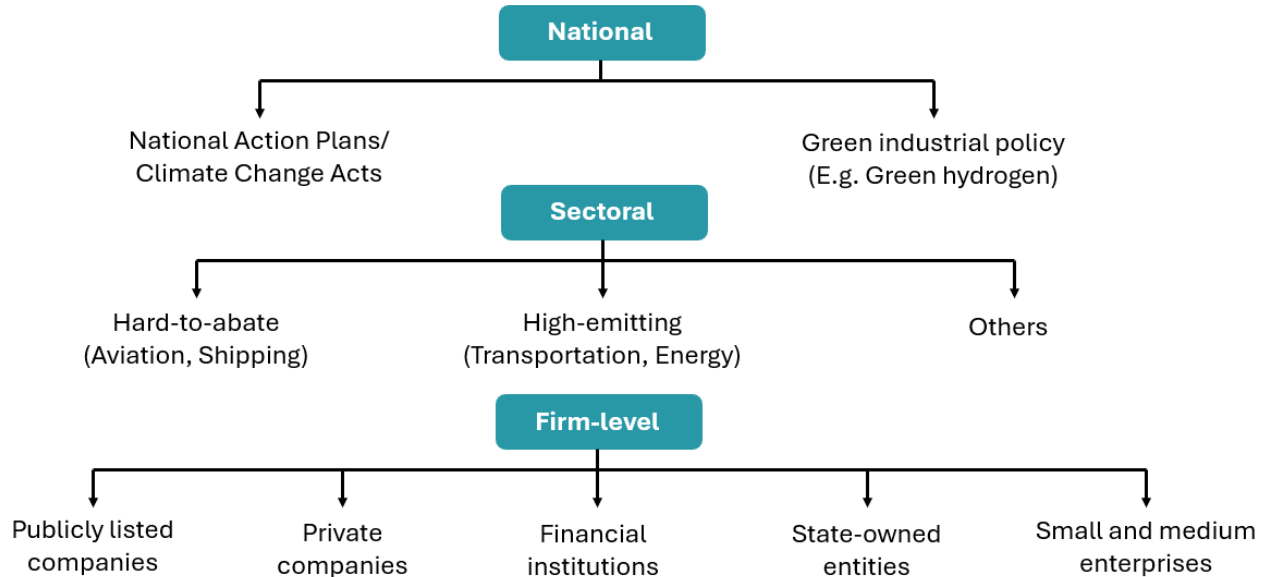 National
National Action Plans/
Climate Change Acts
Green industrial policy
(E.g. Green hydrogen)
Sectoral
Hard-to-abate
(Aviation, Shipping)
High-emitting
(Transportation, Energy)
Others
Firm-level
Publicly listed
companies
Private
companies
Financial
institutions
State-owned
entities
Small and medium
enterprises